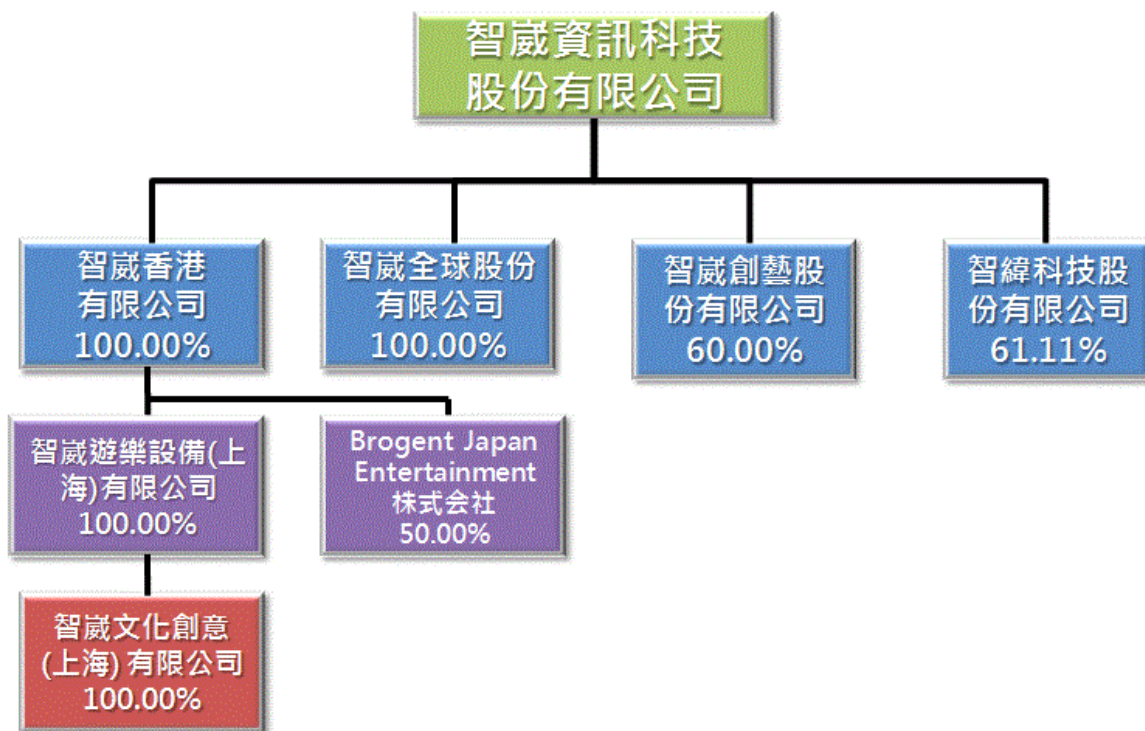 智崴資訊科技
股份有限公司
智崴香港
有限公司
100.00%
智崴全球股份
有限公司
100.00%
智崴創藝股
份有限公司
60.00%
智緯科技股
份有限公司
61.11%
智崴遊樂設備(上
海)有限公司
100.00%
Brogent Japan
Entertainment
株式会社
50.00%
智崴文化創意
(上海) 有限公司
100.00%